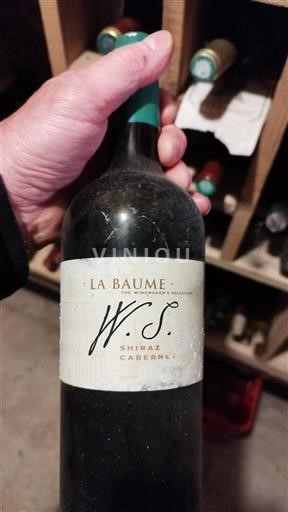 VINIOU
· LA BAUME ·
THE WINEMAKER'S SELECTION
W. S.
SHIRAZ
CABERNET